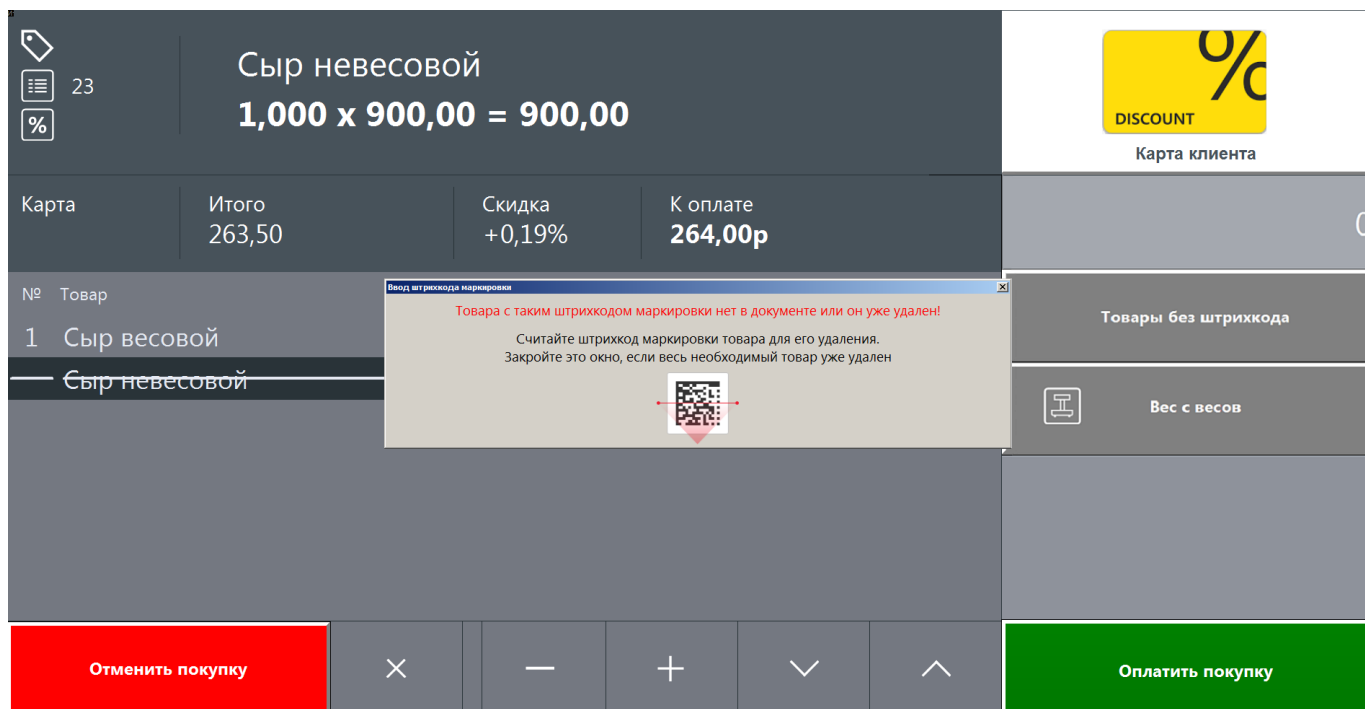 23
%
Сыр невесовой
1,000 x 900,00 = 900,00
%
DISCOUNT
Карта клиента
Карта
Итого
263,50
Скидка
+0,19%
К оплате
264,00р
0
№ Товар
1 Сыр весовой
Сыр невесовой
Ввод штрихкода маркировки
Товара с таким штрихкодом маркировки нет в документе или он уже удален!
Считайте штрихкод маркировки товара для его удаления.
Закройте это окно, если весь необходимый товар уже удален
Товары без штрихкода
Вес с весов
Отменить покупку
Оплатить покупку